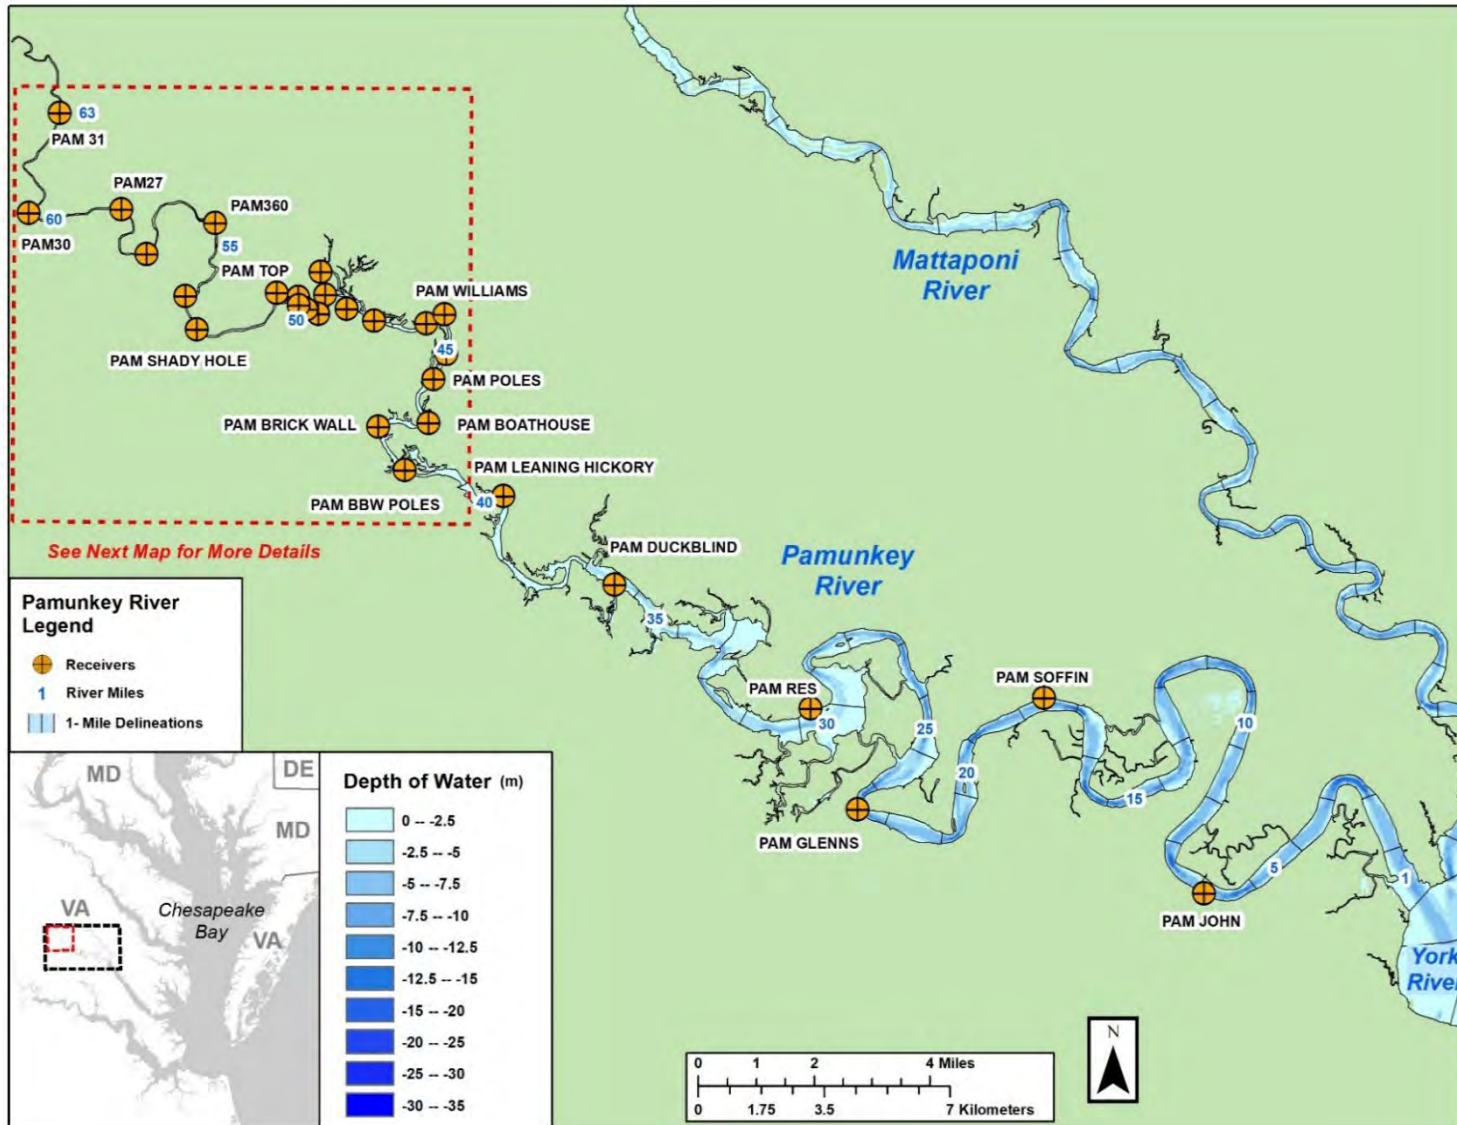 63
PAM 31
PAM27
60
PAM30
PAM360
55
PAM TOP
PAM WILLIAMS
50
45
PAM SHADY HOLE
PAM POLES
PAM BRICK WALL
PAM BOATHOUSE
PAM LEANING HICKORY
PAM BBW POLES
40
See Next Map for More Details
PAM DUCKBLIND
35
Mattaponi
River
Pamunkey
River
PAM RES
30
25
PAM SOFFIN
20
15
10
PAM GLENNS
5
1
PAM JOHN
York
River
Pamunkey River
Legend
Receivers
1 River Miles
1- Mile Delineations
MD
DE
MD
VA
Chesapeake
Bay
VA
Depth of Water (m)
0 -- -2.5
-2.5 -- -5
-5 -- -7.5
-7.5 -- -10
-10 -- -12.5
-12.5 -- -15
-15 -- -20
-20 -- -25
-25 -- -30
-30 -- -35
0 1 2 4 Miles
0 1.75 3.5 7 Kilometers
N